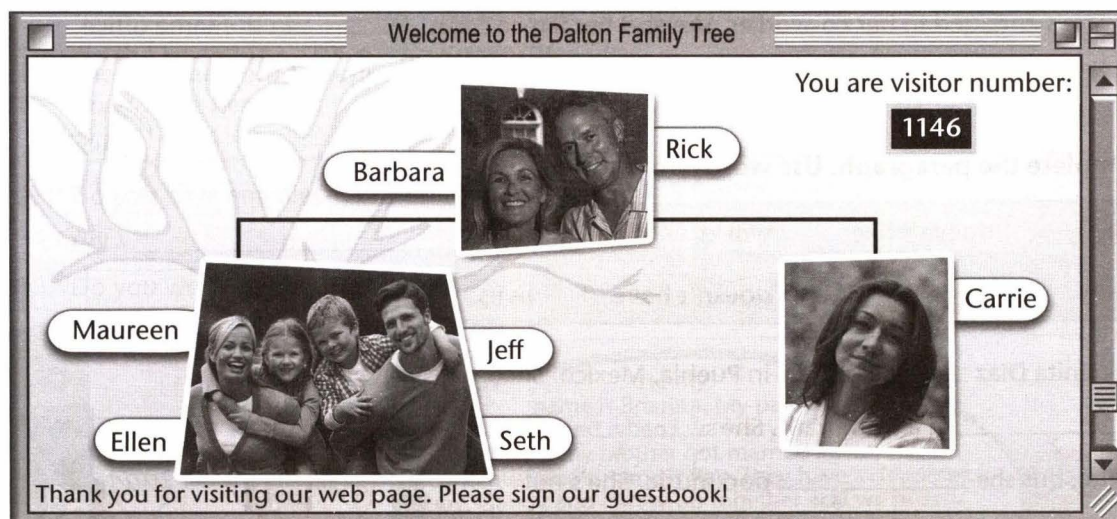 Welcome to the Dalton Family Tree
You are visitor number:
1146
Barbara
Rick
Maureen
Jeff
Carrie
Ellen
Seth
Thank you for visiting our web page. Please sign our guestbook!